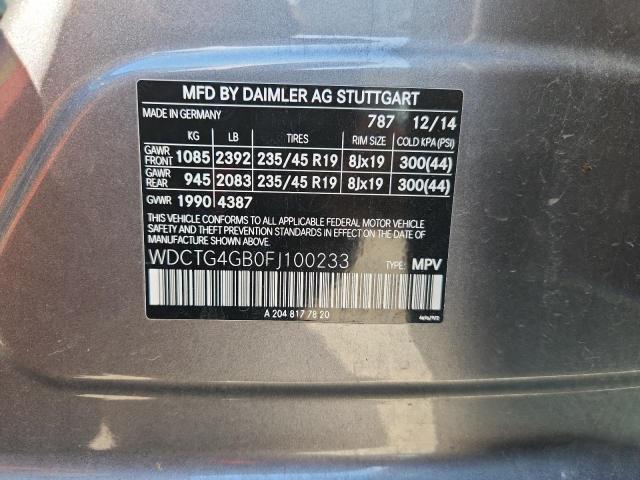 MFD BY DAIMLER AG STUTTGART
MADE IN GERMANY 787 12/14
KG LB TIRES RIM SIZE COLD KPA (PSI)
GAWR FRONT 1085 2392 235/45 R19 8Jx19 300(44)
GAWR REAR 945 2083 235/45 R19 8Jx19 300(44)
GVWR 1990 4387
THIS VEHICLE CONFORMS TO ALL APPLICABLE FEDERAL MOTOR VEHICLE
SAFETY AND THEFT PREVENTION STANDARDS IN EFFECT ON THE DATE OF
MANUFACTURE SHOWN ABOVE.
WDCTG4GB0FJ100233 TYPE: MPV
A 204 817 78 20